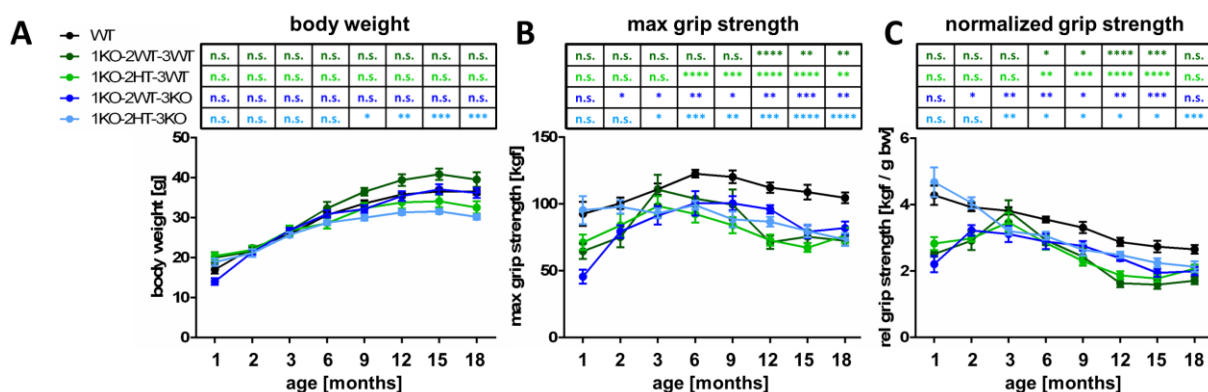 A
body weight
B
max grip strength
C
normalized grip strength
WT
1KO-2WT-3WT
1KO-2HT-3WT
1KO-2WT-3KO
1KO-2HT-3KO
n.s. n.s. n.s. n.s. n.s. n.s. n.s. n.s.
n.s. n.s. n.s. n.s. n.s. n.s. n.s. n.s.
n.s. n.s. n.s. n.s. n.s. n.s. n.s. n.s.
n.s. n.s. n.s. n.s. * ** *** ***
n.s. n.s. n.s. n.s. n.s. **** ** **
n.s. n.s. n.s. **** *** **** **** **
n.s. * * ** * ** *** **
n.s. n.s. * *** ** *** **** ****
n.s. n.s. n.s. * * **** *** n.s.
n.s. n.s. n.s. ** *** **** **** n.s.
n.s. * ** ** * ** *** n.s.
n.s. n.s. ** * * * * ***
body weight [g]
50
40
30
20
10
0
1 2 3 6 9 12 15 18
age [months]
max grip strength [kgf]
150
100
50
0
1 2 3 6 9 12 15 18
age [months]
rel grip strength [kgf / g bw]
6
4
2
0
1 2 3 6 9 12 15 18
age [months]